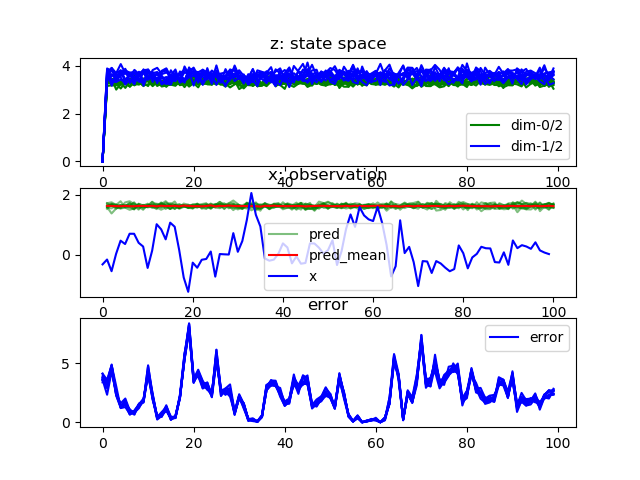 z: state space
4
2
0
dim-0/2
dim-1/2
0 20 40 60 80 100
x: observation
2
0
pred
pred_mean
x
0 20 40 60 80 100
error
5
0
error
0 20 40 60 80 100